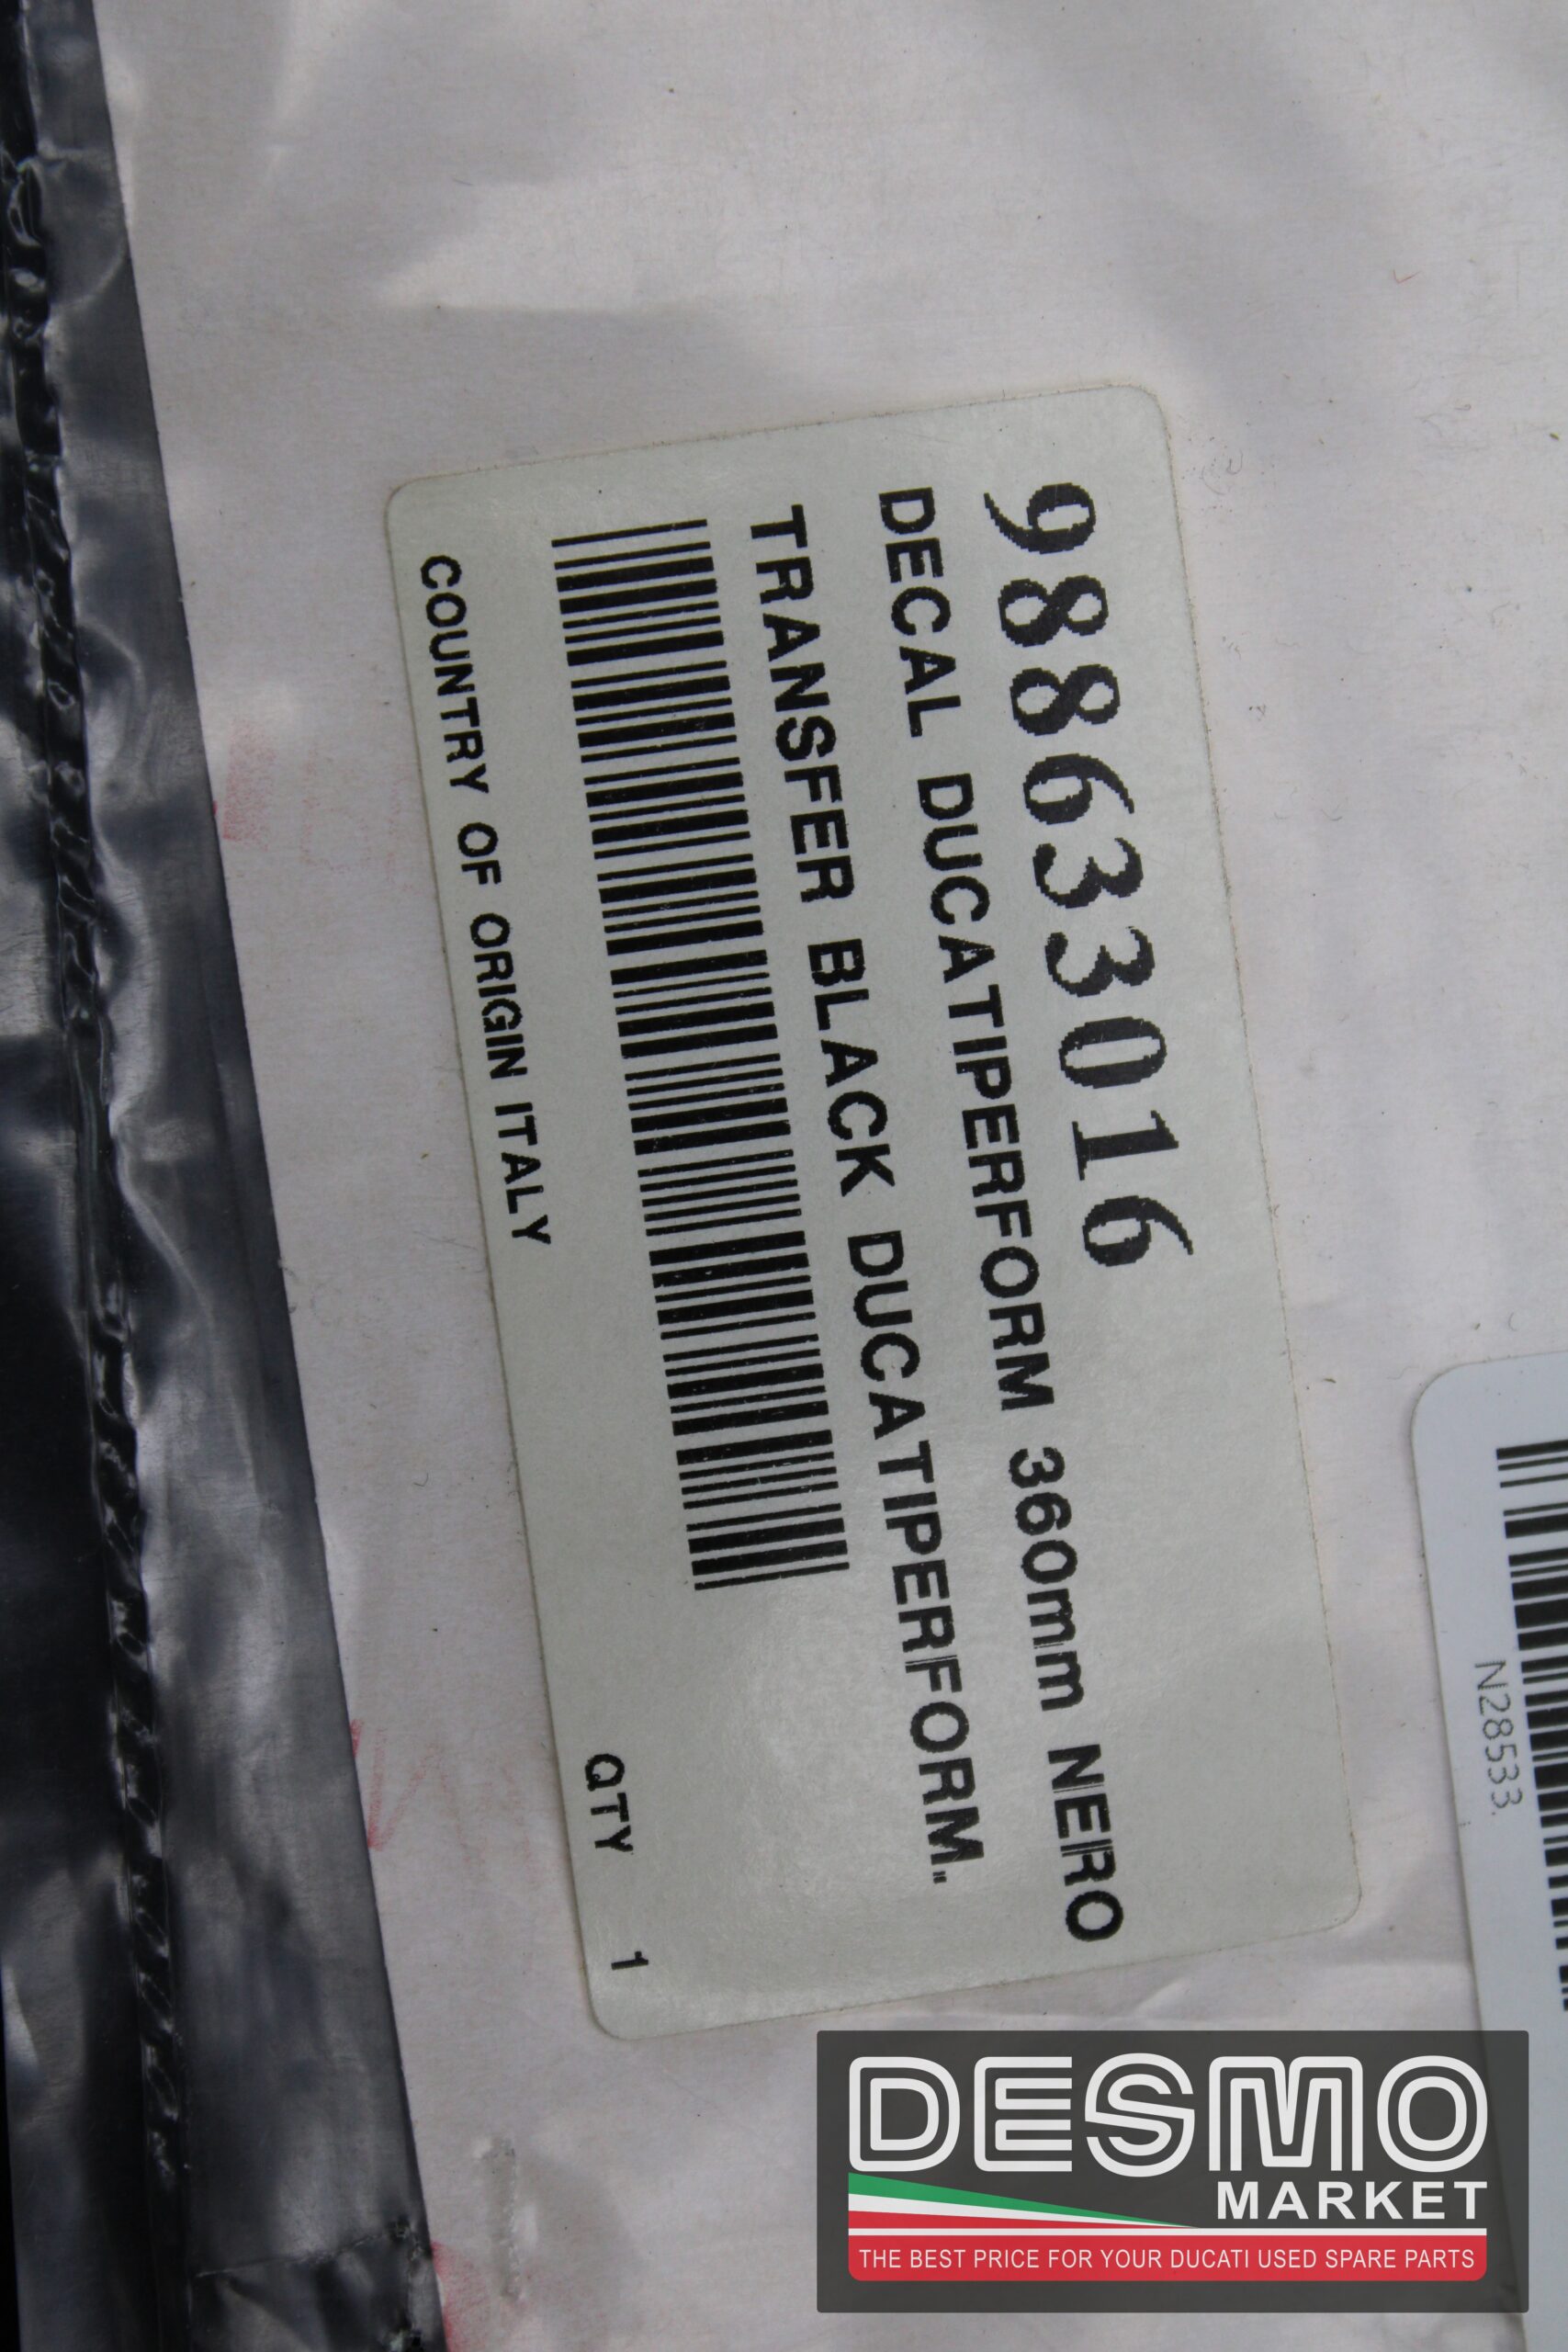 98863016
DECAL DUCATIPERFORM 360mm NERO
TRANSFER BLACK DUCATIPERFORM.
COUNTRY OF ORIGIN ITALY
QTY 1
N28533.
DESMO
MARKET
THE BEST PRICE FOR YOUR DUCATI USED SPARE PARTS